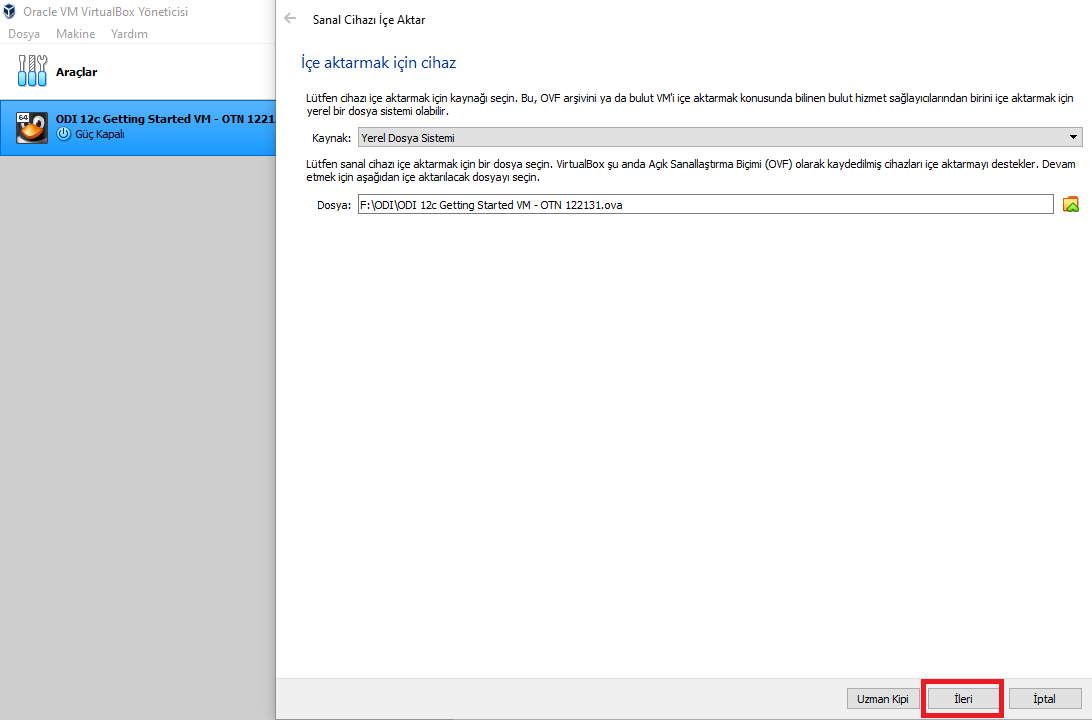 Oracle VM VirtualBox Yöneticisi
Dosya Makine Yardım
Araçlar
64
ODI 12c Getting Started VM - OTN 1221
Güç Kapalı
Sanal Cihazı İçe Aktar
İçe aktarmak için cihaz
Lütfen cihazı içe aktarmak için kaynağı seçin. Bu, OVF arşivini ya da bulut VM'i içe aktarmak konusunda bilinen bulut hizmet sağlayıcılarından birini içe aktarmak için
yerel bir dosya sistemi olabilir.
Kaynak: Yerel Dosya Sistemi
Lütfen sanal cihazı içe aktarmak için bir dosya seçin. VirtualBox şu anda Açık Sanallaştırma Biçimi (OVF) olarak kaydedilmiş cihazları içe aktarmayı destekler. Devam
etmek için aşağıdan içe aktarılacak dosyayı seçin.
Dosya: F:\ODI\ODI 12c Getting Started VM - OTN 122131.ova
Uzman Kipi İleri İptal